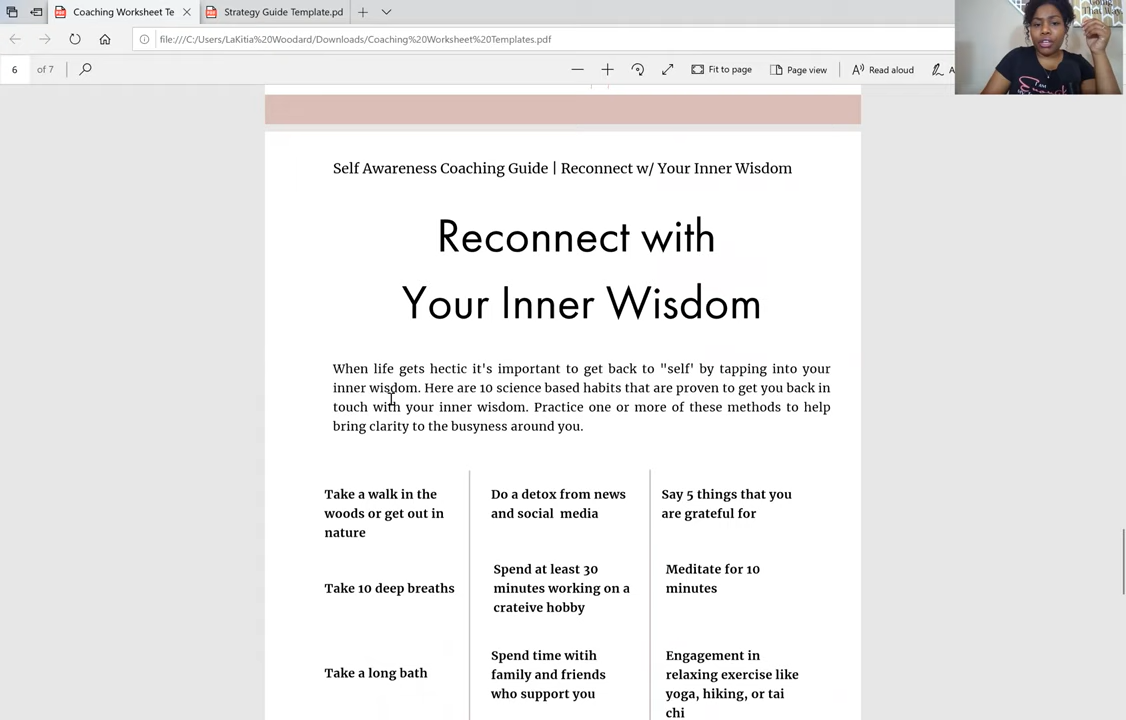 Coaching Worksheet Te
Strategy Guide Template.pd
file:///C:/Users/LaKitia%20Woodard/Downloads/Coaching%20Worksheet%20Templates.pdf
6 of 7
Fit to page
Page view
Read aloud
That Way
Self Awareness Coaching Guide | Reconnect w/ Your Inner Wisdom
Reconnect with
Your Inner Wisdom
When life gets hectic it's important to get back to "self' by tapping into your
inner wisdom. Here are 10 science based habits that are proven to get you back in
touch with your inner wisdom. Practice one or more of these methods to help
bring clarity to the busyness around you.
Take a walk in the
woods or get out in
nature
Do a detox from news
and social  media
Say 5 things that you
are grateful for
Take 10 deep breaths
Spend at least 30
minutes working on a
crateive hobby
Meditate for 10
minutes
Take a long bath
Spend time witih
family and friends
who support you
Engagement in
relaxing exercise like
yoga, hiking, or tai
chi